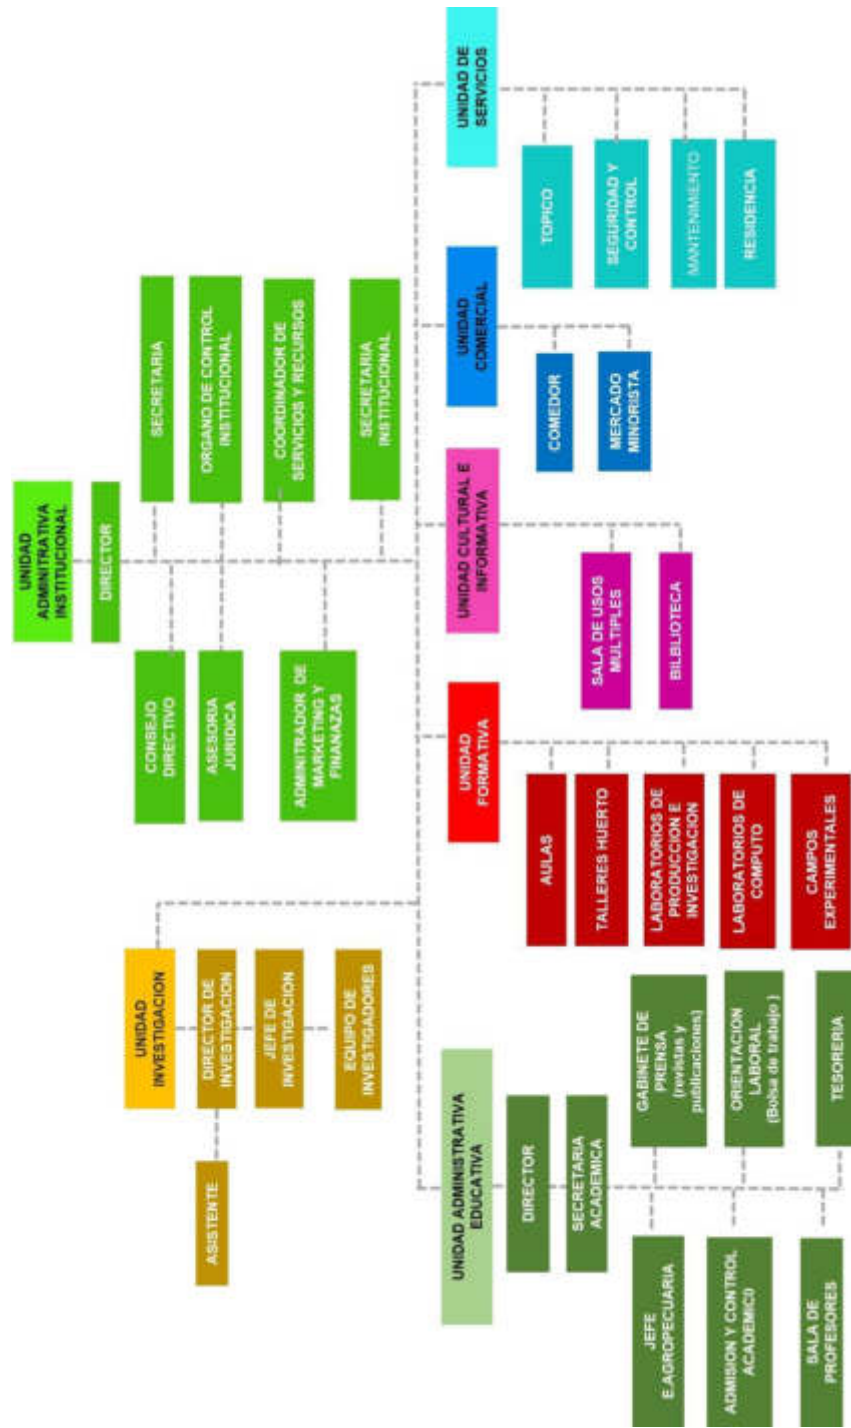 UNIDAD
ADMINITRATIVA
INSTITUCIONAL
DIRECTOR
CONSEJO
DIRECTIVO
SECRETARIA
ASESORIA
JURIDICA
ORGANO DE CONTROL
INSTITUCIONAL
ADMINITRADOR DE
MARKETING Y
FINANAZAS
COORDINADOR DE
SERVICIOS Y RECURSOS
SECRETARIA
INSTITUCIONAL
UNIDAD
INVESTIGACION
DIRECTOR DE
INVESTIGACION
ASISTENTE
JEFE DE
INVESTIGACION
EQUIPO DE
INVESTIGADORES
UNIDAD ADMINISTRATIVA
EDUCATIVA
DIRECTOR
SECRETARIA
ACADEMICA
JEFE
E.AGROPECUARIA
GABINETE DE
PRENSA
(revistas y
publicaciones)
ADMISION Y CONTROL
ACADEMICO
ORIENTACION
LABORAL
(Bolsa de trabajo )
SALA DE
PROFESORES
TESORERIA
UNIDAD
FORMATIVA
AULAS
TALLERES HUERTO
LABORATORIOS DE
PRODUCCION E
INVESTIGACION
LABORATORIOS DE
COMPUTO
CAMPOS
EXPERIMENTALES
UNIDAD CULTURAL E
INFORMATIVA
SALA DE USOS
MULTIPLES
BILBLIOTECA
UNIDAD
COMERCIAL
COMEDOR
MERCADO
MINORISTA
UNIDAD DE
SERVICIOS
TOPICO
SEGURIDAD Y
CONTROL
MANTENIMIENTO
RESIDENCIA